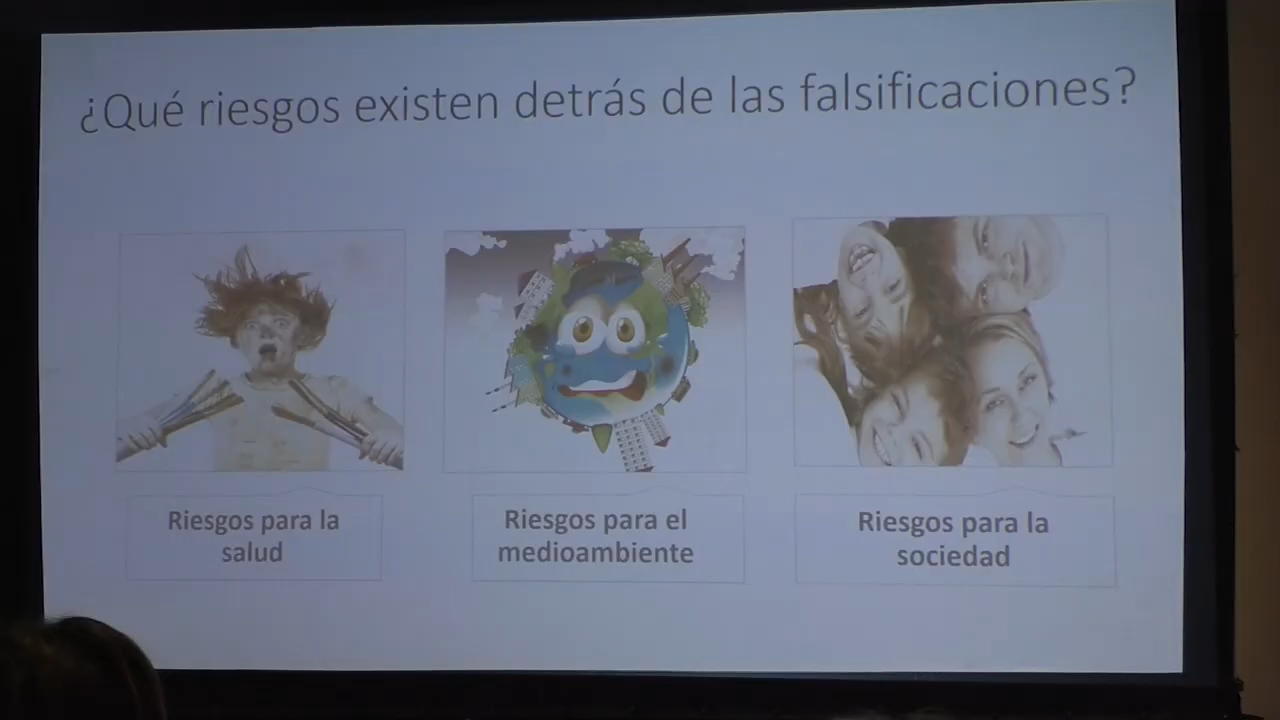 ¿Qué riesgos existen detrás de las falsificaciones?
Riesgos para la
salud
Riesgos para el
medioambiente
Riesgos para la
sociedad